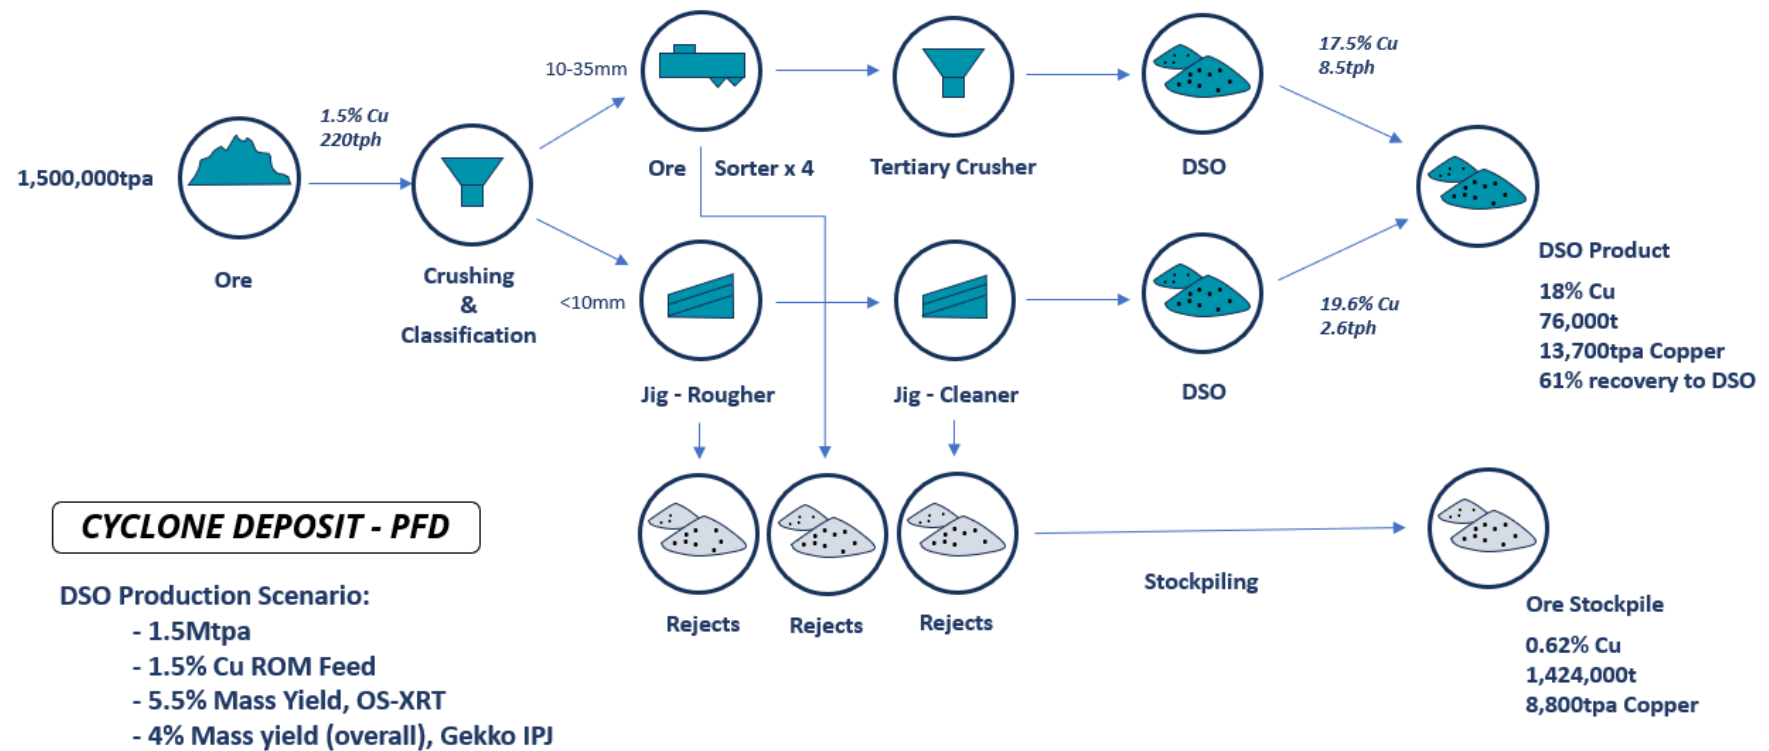 1,500,000tpa
Ore
1.5% Cu
220tph
Crushing
&
Classification
10-35mm
<10mm
Ore Sorter x 4
Tertiary Crusher
DSO
17.5% Cu
8.5tph
Jig - Rougher
Jig - Cleaner
DSO
19.6% Cu
2.6tph
DSO Product
18% Cu
76,000t
13,700tpa Copper
61% recovery to DSO
Rejects
Rejects
Rejects
Stockpiling
Ore Stockpile
0.62% Cu
1,424,000t
8,800tpa Copper
CYCLONE DEPOSIT - PFD
DSO Production Scenario:
- 1.5Mtpa
- 1.5% Cu ROM Feed
- 5.5% Mass Yield, OS-XRT
- 4% Mass yield (overall), Gekko IPJ